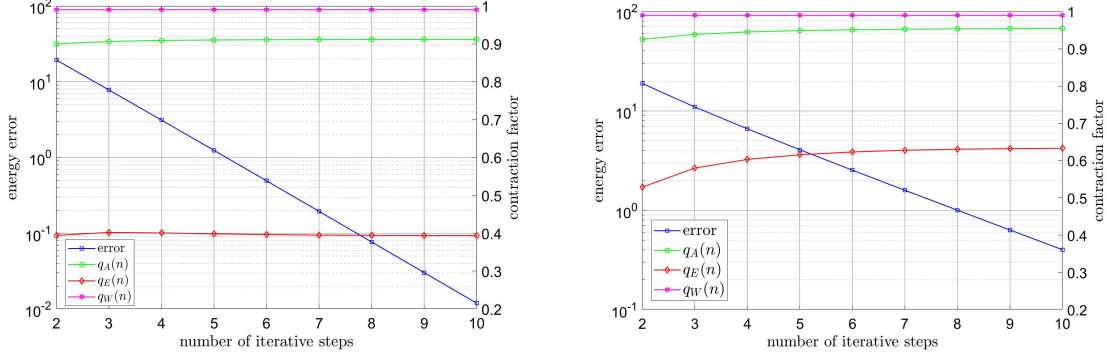 energy error
10^2
10^1
10^0
10^-1
10^-2
1
0.9
0.8
0.7
0.6
0.5
0.4
0.3
0.2
contraction factor
error
q_A(n)
q_E(n)
q_W(n)
2 3 4 5 6 7 8 9 10
number of iterative steps
energy error
10^2
10^1
10^0
10^-1
1
0.9
0.8
0.7
0.6
0.5
0.4
0.3
0.2
contraction factor
error
q_A(n)
q_E(n)
q_W(n)
2 3 4 5 6 7 8 9 10
number of iterative steps